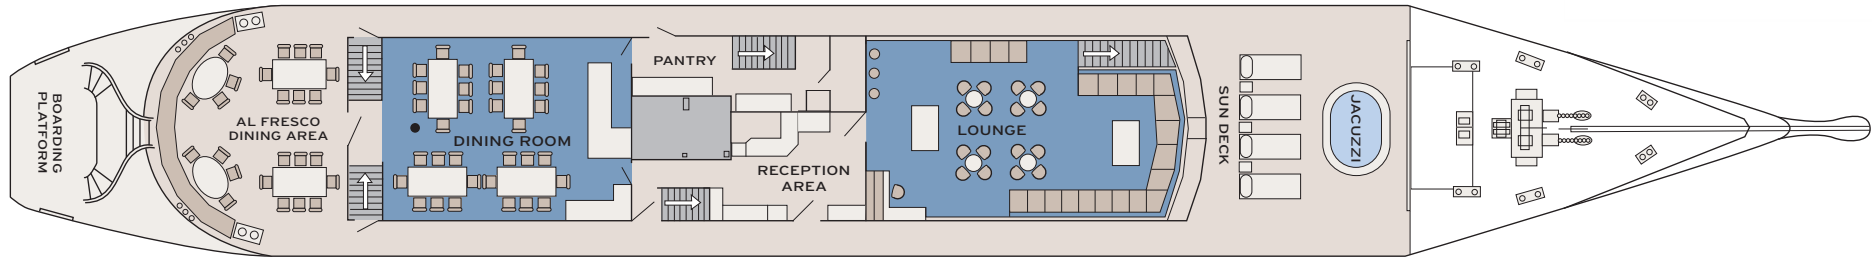 BOARDING
PLATFORM
AL FRESCO
DINING AREA
DINING ROOM
PANTRY
RECEPTION
AREA
LOUNGE
SUN DECK
JACUZZI